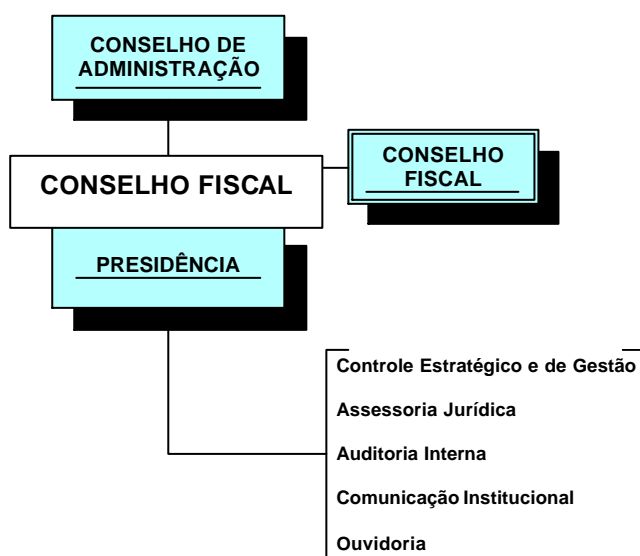 CONSELHO DE
ADMINISTRAÇÃO
CONSELHO FISCAL
CONSELHO
FISCAL
PRESIDÊNCIA
Controle Estratégico e de Gestão
Assessoria Jurídica
Auditoria Interna
Comunicação Institucional
Ouvidoria